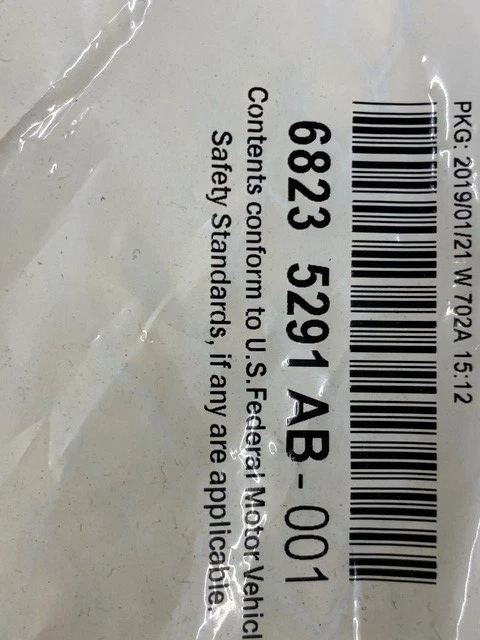 PKG: 2019/01/21 W 702A 15:12
6823 5291 AB - 001
Contents conform to U.S. Federal Motor Vehicl
Safety Standards, if any are applicable.